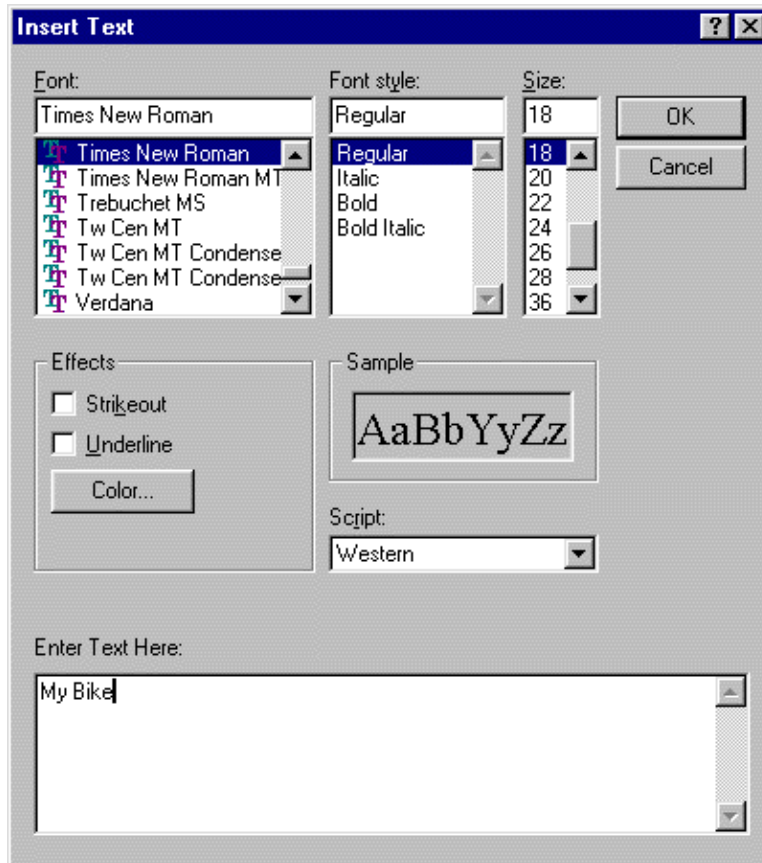 Insert Text
Font:
Font style:
Size:
Times New Roman
Regular
18
OK
Cancel
Times New Roman
Times New Roman MT
Trebuchet MS
Tw Cen MT
Tw Cen MT Condense
Tw Cen MT Condense
Verdana
Regular
Italic
Bold
Bold Italic
18
20
22
24
26
28
36
Effects
Strikeout
Underline
Color...
Sample
AaBbYyZz
Script:
Western
Enter Text Here:
My Bike